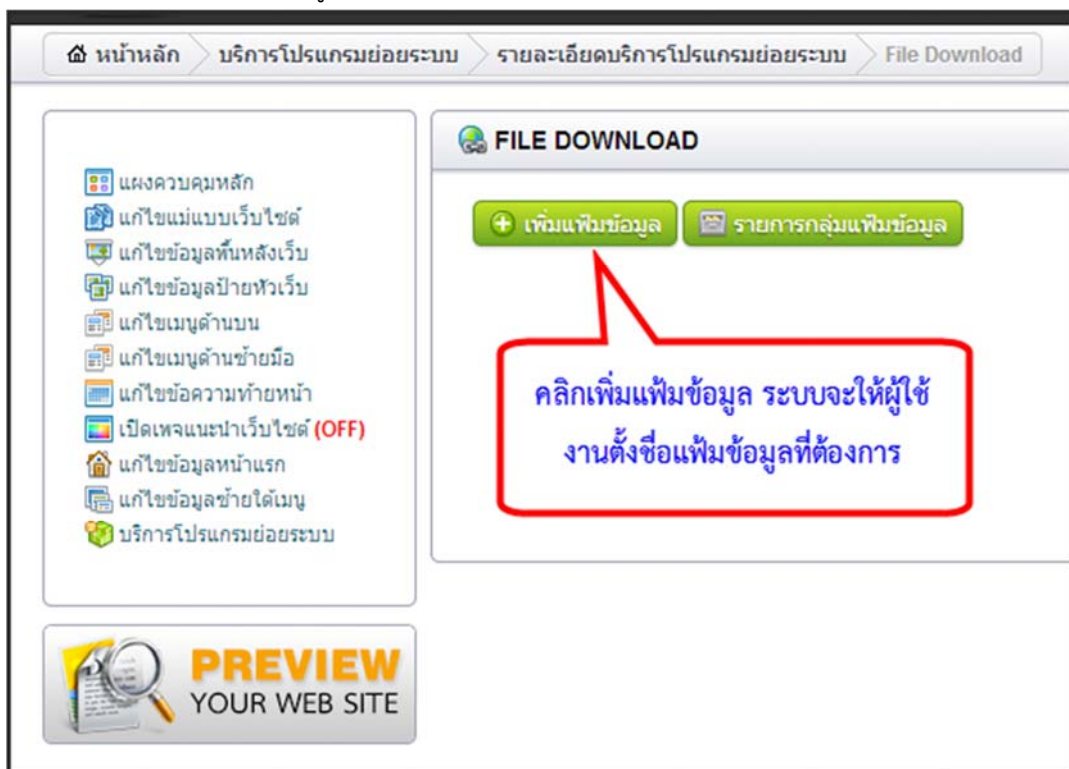 หน้าหลัก บริการโปรแกรมย่อยระบบ รายละเอียดบริการโปรแกรมย่อยระบบ File Download
แผงควบคุมหลัก
แก้ไขแม่แบบเว็บไซต์
แก้ไขข้อมูลพื้นหลังเว็บ
แก้ไขข้อมูลป้ายหัวเว็บ
แก้ไขเมนูด้านบน
แก้ไขเมนูด้านซ้ายมือ
แก้ไขข้อความท้ายหน้า
เปิดเพจแนะนำเว็บไซต์ (OFF)
แก้ไขข้อมูลหน้าแรก
แก้ไขข้อมูลซ้ายใต้เมนู
บริการโปรแกรมย่อยระบบ
PREVIEW
YOUR WEB SITE
FILE DOWNLOAD
เพิ่มแฟ้มข้อมูล รายการกลุ่มแฟ้มข้อมูล
คลิกเพิ่มแฟ้มข้อมูล ระบบจะให้ผู้ใช้
งานตั้งชื่อแฟ้มข้อมูลที่ต้องการ